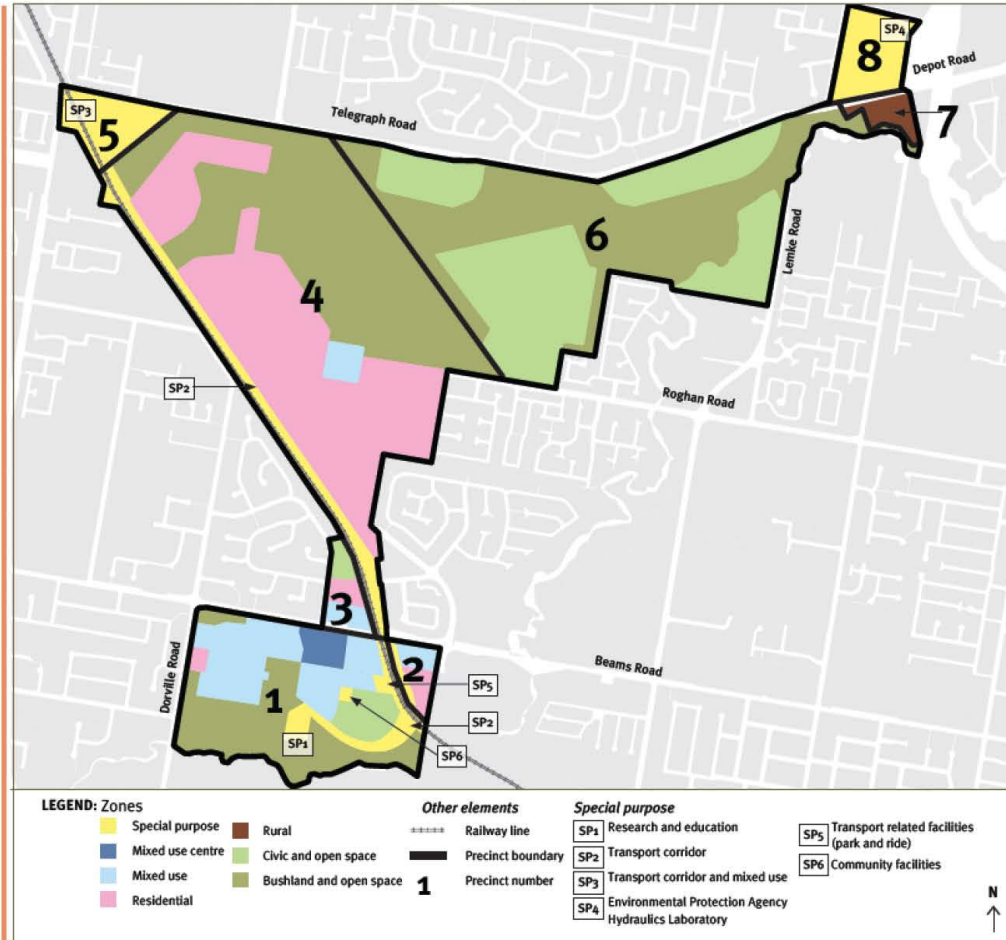 SP4
8
Depot Road
SP3
5
Telegraph Road
7
6
Lemke Road
4
SP2
Roghan Road
3
Dorville Road
2
Beams Road
SP5
1
SP2
SP1
SP6
LEGEND: Zones
Special purpose
Mixed use centre
Mixed use
Residential
Rural
Civic and open space
Bushland and open space
Other elements
Railway line
Precinct boundary
1 Precinct number
Special purpose
SP1 Research and education
SP2 Transport corridor
SP3 Transport corridor and mixed use
SP4 Environmental Protection Agency
Hydraulics Laboratory
SP5 Transport related facilities
(park and ride)
SP6 Community facilities
N